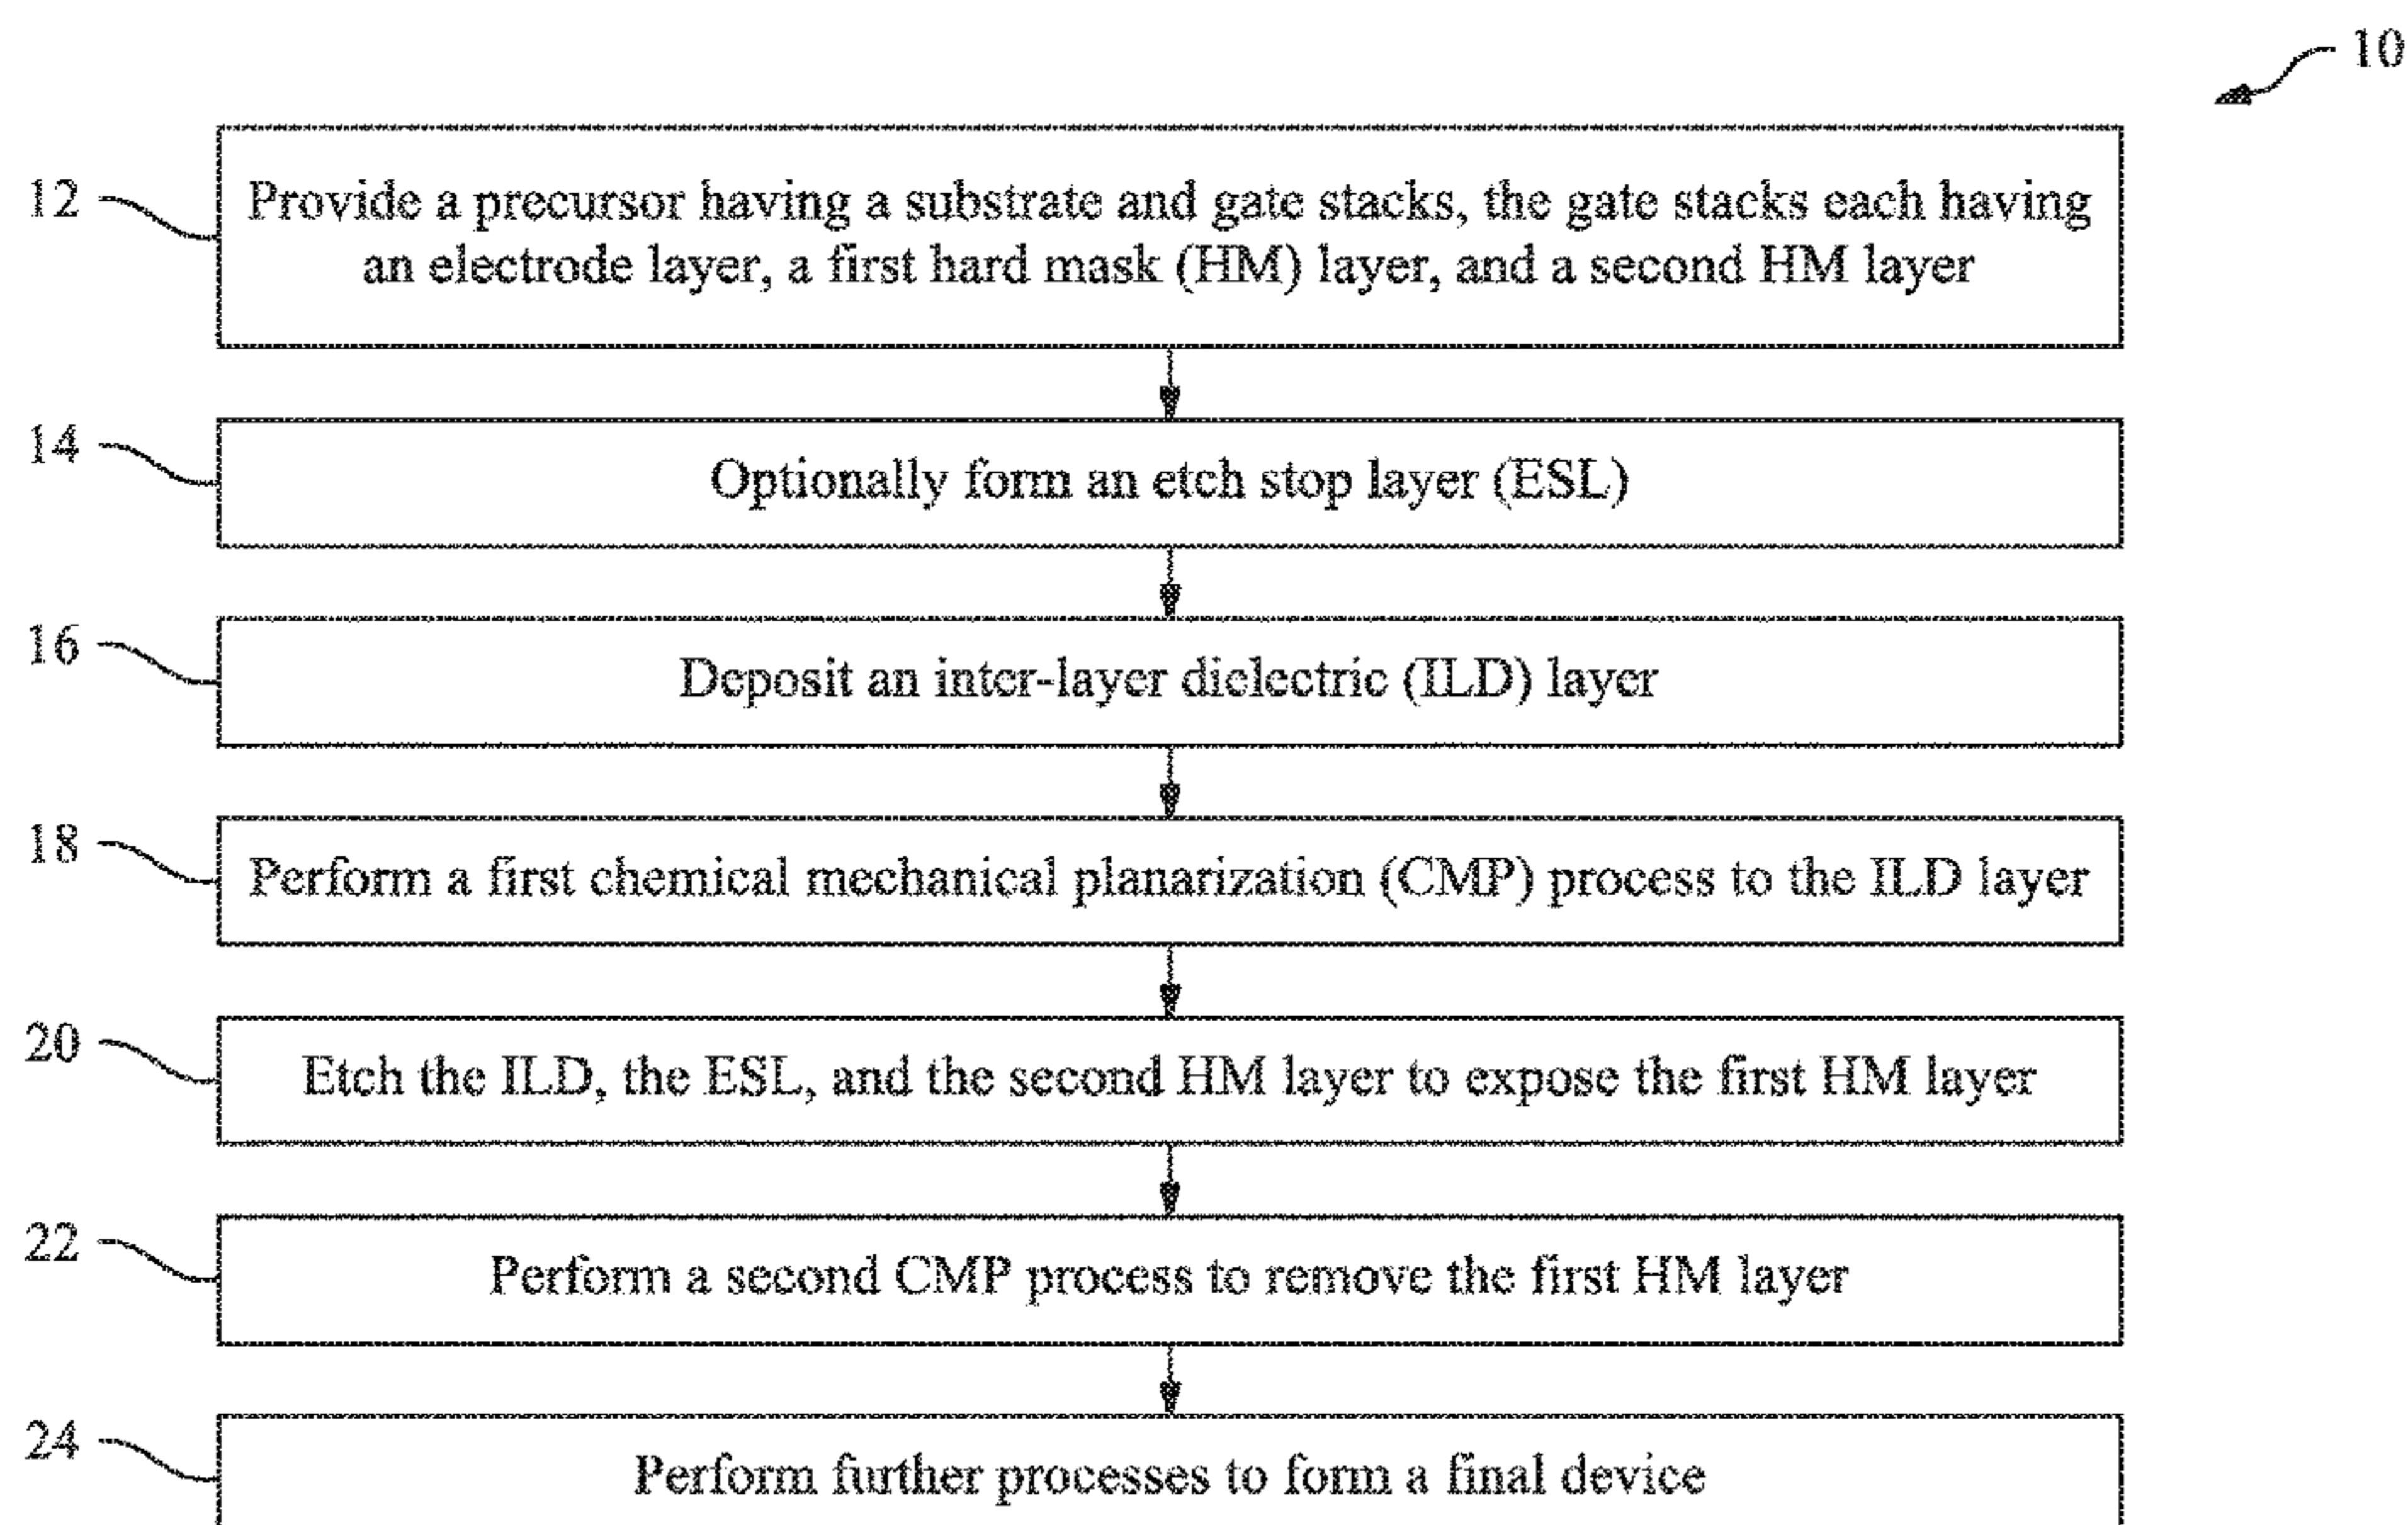 10
12
Provide a precursor having a substrate and gate stacks, the gate stacks each having
an electrode layer, a first hard mask (HM) layer, and a second HM layer
14
Optionally form an etch stop layer (ESL)
16
Deposit an inter-layer dielectric (ILD) layer
18
Perform a first chemical mechanical planarization (CMP) process to the ILD layer
20
Etch the ILD, the ESL, and the second HM layer to expose the first HM layer
22
Perform a second CMP process to remove the first HM layer
24
Perform further processes to form a final device